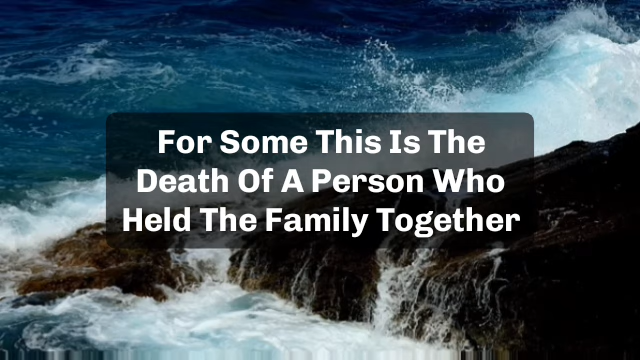 For Some This Is The
Death Of A Person Who
Held The Family Together